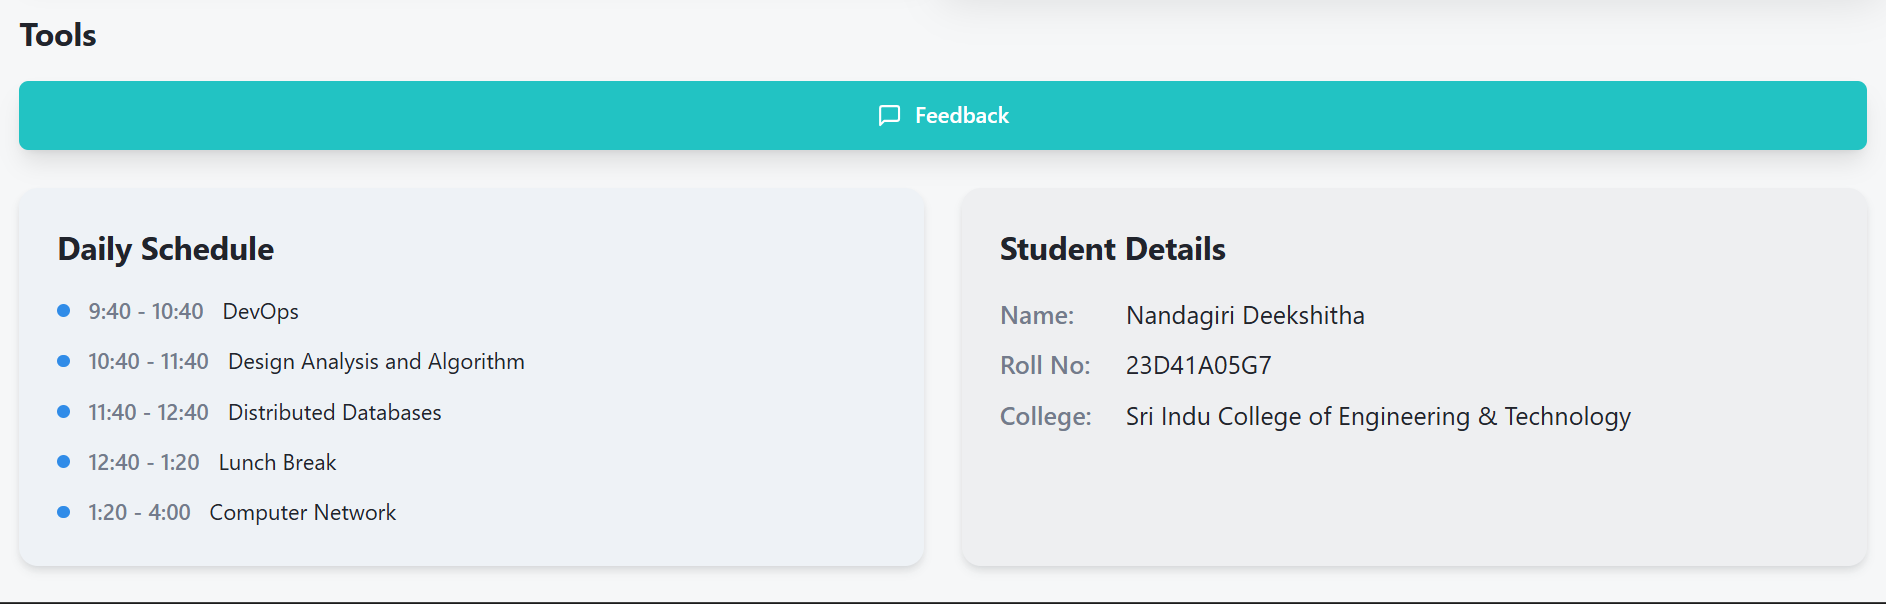 Tools
Feedback
Daily Schedule
9:40 - 10:40 DevOps
10:40 - 11:40 Design Analysis and Algorithm
11:40 - 12:40 Distributed Databases
12:40 - 1:20 Lunch Break
1:20 - 4:00 Computer Network
Student Details
Name: Nandagiri Deekshitha
Roll No: 23D41A05G7
College: Sri Indu College of Engineering & Technology